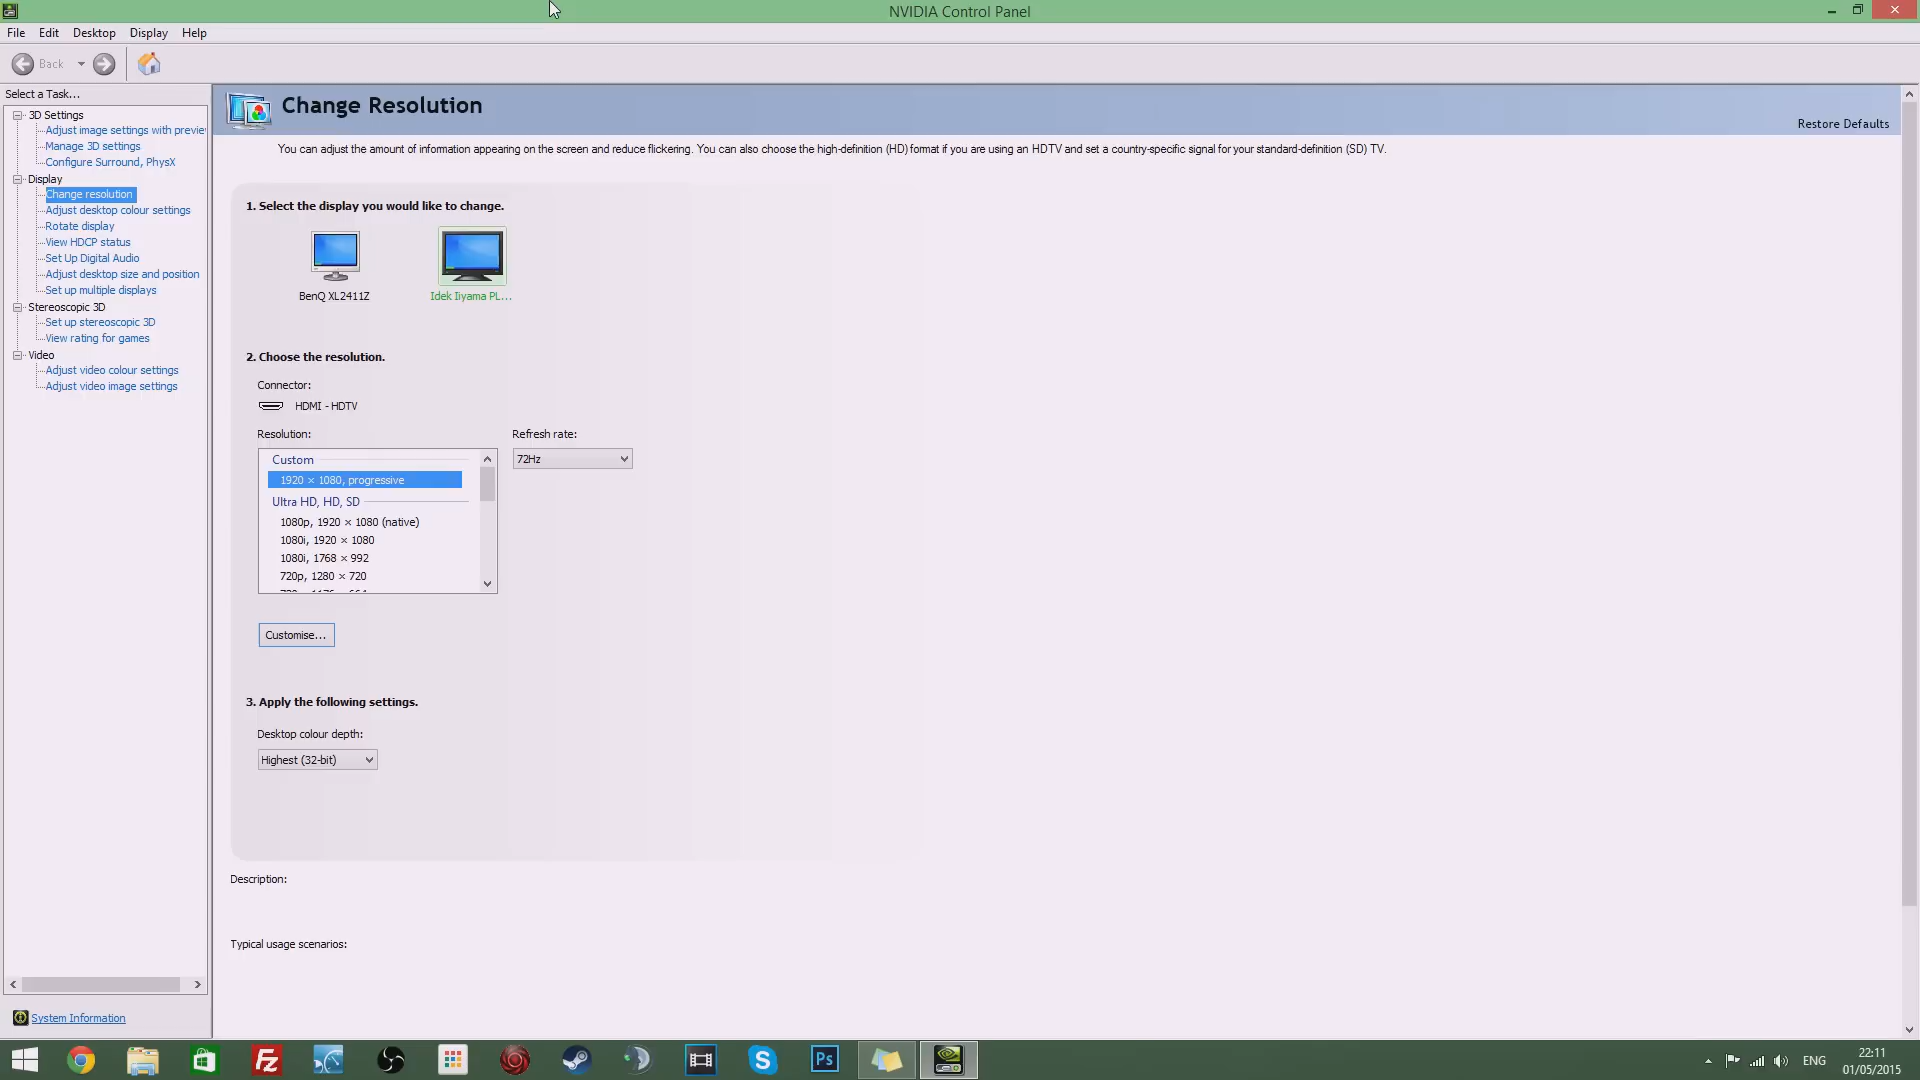 NVIDIA Control Panel
File Edit Desktop Display Help
Back
Select a Task...
3D Settings
Adjust image settings with preview
Manage 3D settings
Configure Surround, PhysX
Display
Change resolution
Adjust desktop colour settings
Rotate display
View HDCP status
Set Up Digital Audio
Adjust desktop size and position
Set up multiple displays
Stereoscopic 3D
Set up stereoscopic 3D
View rating for games
Video
Adjust video colour settings
Adjust video image settings
System Information
Change Resolution
Restore Defaults
You can adjust the amount of information appearing on the screen and reduce flickering. You can also choose the high-definition (HD) format if you are using an HDTV and set a country-specific signal for your standard-definition (SD) TV.
1. Select the display you would like to change.
BenQ XL2411Z
Idek Iiyama PL...
2. Choose the resolution.
Connector:
HDMI - HDTV
Resolution:
Refresh rate:
Custom
72Hz
1920 × 1080, progressive
Ultra HD, HD, SD
1080p, 1920 × 1080 (native)
1080i, 1920 × 1080
1080i, 1768 × 992
720p, 1280 × 720
Customise...
3. Apply the following settings.
Desktop colour depth:
Highest (32-bit)
Description:
Typical usage scenarios:
Fz
S
Ps
ENG
22:11
01/05/2015